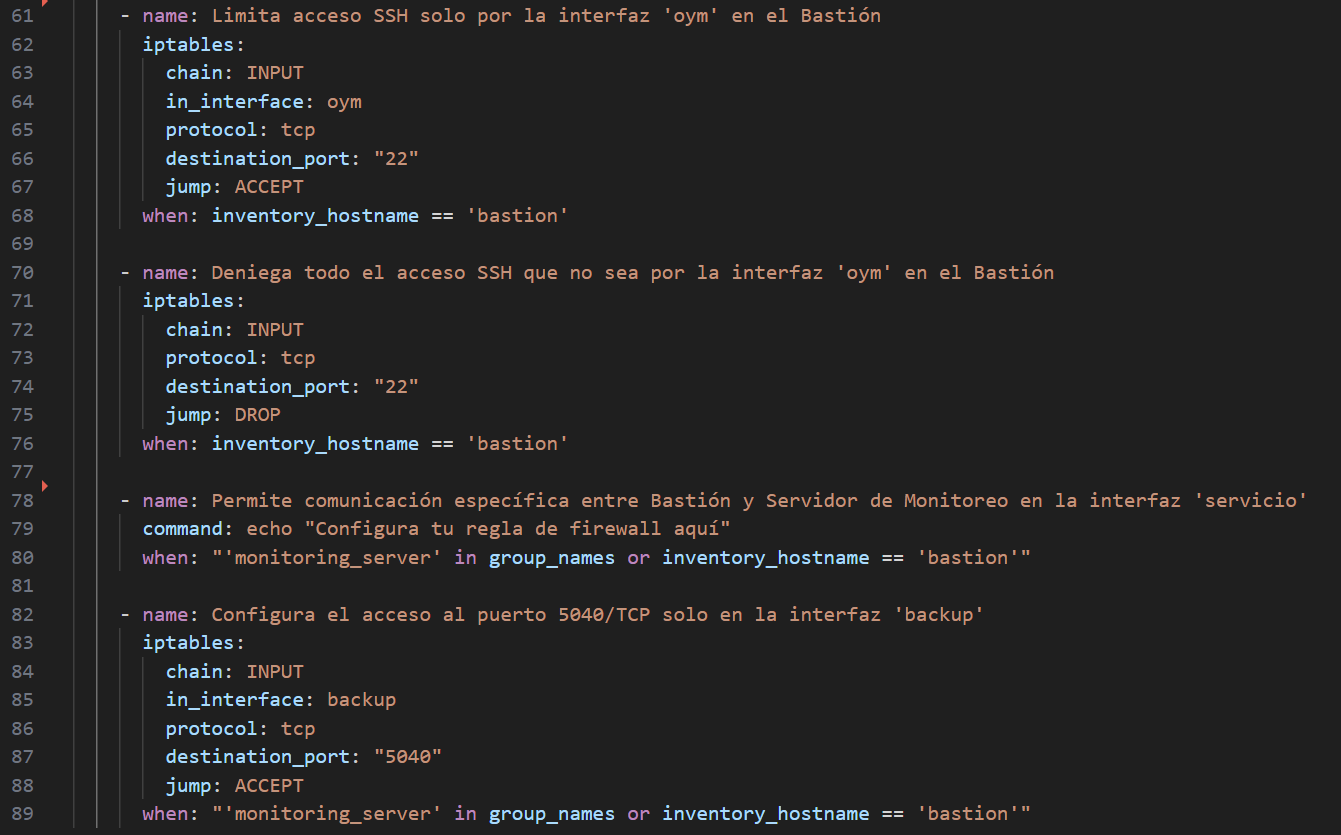 61 - name: Limita acceso SSH solo por la interfaz 'oym' en el Bastión
62 iptables:
63 chain: INPUT
64 in_interface: oym
65 protocol: tcp
66 destination_port: "22"
67 jump: ACCEPT
68 when: inventory_hostname == 'bastion'
69
70 - name: Deniega todo el acceso SSH que no sea por la interfaz 'oym' en el Bastión
71 iptables:
72 chain: INPUT
73 protocol: tcp
74 destination_port: "22"
75 jump: DROP
76 when: inventory_hostname == 'bastion'
77
78 - name: Permite comunicación específica entre Bastión y Servidor de Monitoreo en la interfaz 'servicio'
79 command: echo "Configura tu regla de firewall aquí"
80 when: "'monitoring_server' in group_names or inventory_hostname == 'bastion'"
81
82 - name: Configura el acceso al puerto 5040/TCP solo en la interfaz 'backup'
83 iptables:
84 chain: INPUT
85 in_interface: backup
86 protocol: tcp
87 destination_port: "5040"
88 jump: ACCEPT
89 when: "'monitoring_server' in group_names or inventory_hostname == 'bastion'"